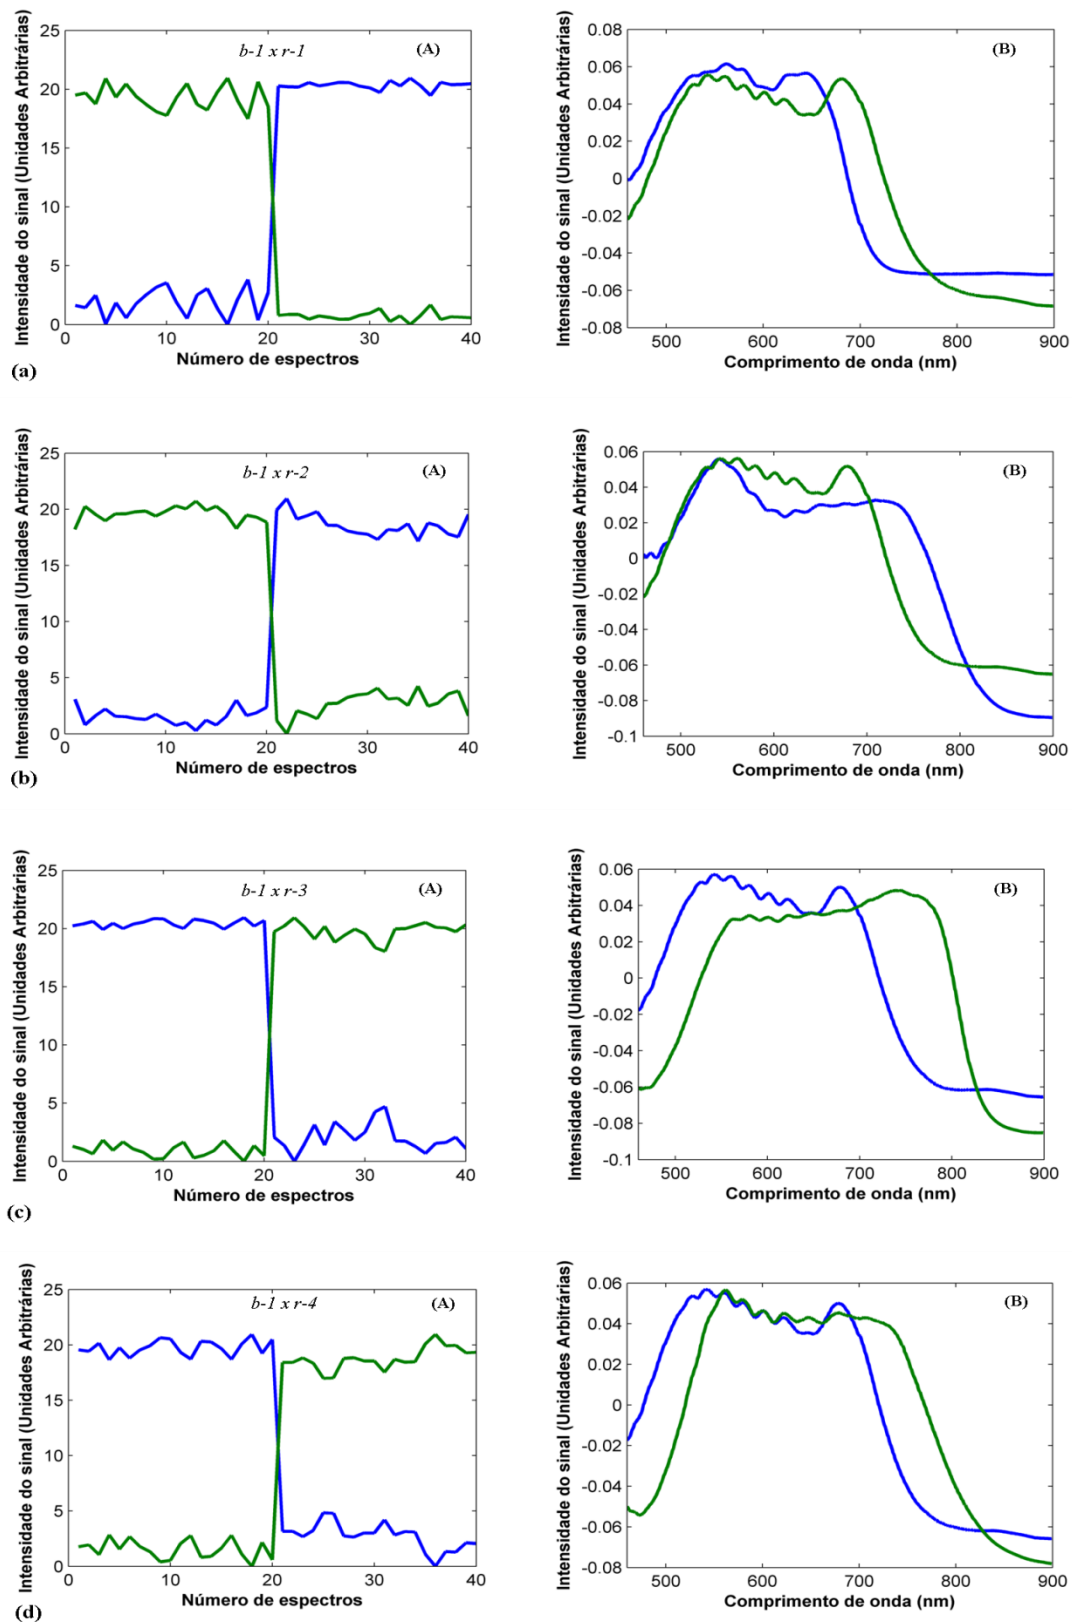 Intensidade do sinal (Unidades Arbitrárias)
25
20
15
10
5
0
b-1 x r-1
(A)
0 10 20 30 40
Número de espectros
(a)
Intensidade do sinal (Unidades Arbitrárias)
0.08
0.06
0.04
0.02
0
-0.02
-0.04
-0.06
-0.08
(B)
500 600 700 800 900
Comprimento de onda (nm)
Intensidade do sinal (Unidades Arbitrárias)
25
20
15
10
5
0
b-1 x r-2
(A)
0 10 20 30 40
Número de espectros
(b)
Intensidade do sinal (Unidades Arbitrárias)
0.06
0.04
0.02
0
-0.02
-0.04
-0.06
-0.08
-0.1
(B)
500 600 700 800 900
Comprimento de onda (nm)
Intensidade do sinal (Unidades Arbitrárias)
25
20
15
10
5
0
b-1 x r-3
(A)
0 10 20 30 40
Número de espectros
(c)
Intensidade do sinal (Unidades Arbitrárias)
0.06
0.04
0.02
0
-0.02
-0.04
-0.06
-0.08
-0.1
(B)
500 600 700 800 900
Comprimento de onda (nm)
Intensidade do sinal (Unidades Arbitrárias)
25
20
15
10
5
0
b-1 x r-4
(A)
0 10 20 30 40
Número de espectros
(d)
Intensidade do sinal (Unidades Arbitrárias)
0.06
0.04
0.02
0
-0.02
-0.04
-0.06
-0.08
(B)
500 600 700 800 900
Comprimento de onda (nm)